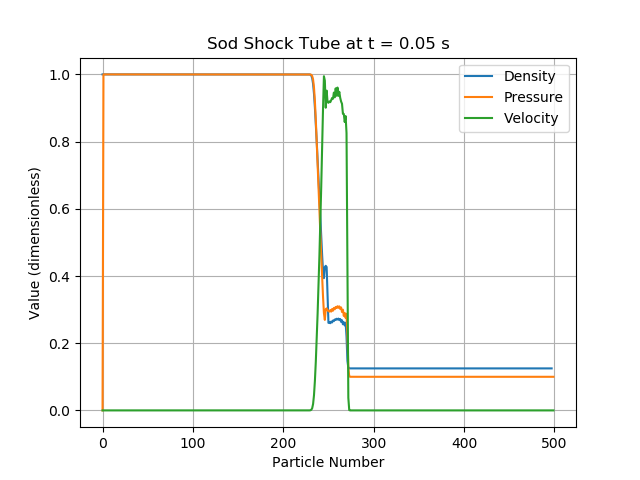 Sod Shock Tube at t = 0.05 s
Density
Pressure
Velocity
Value (dimensionless)
1.0
0.8
0.6
0.4
0.2
0.0
0 100 200 300 400 500
Particle Number